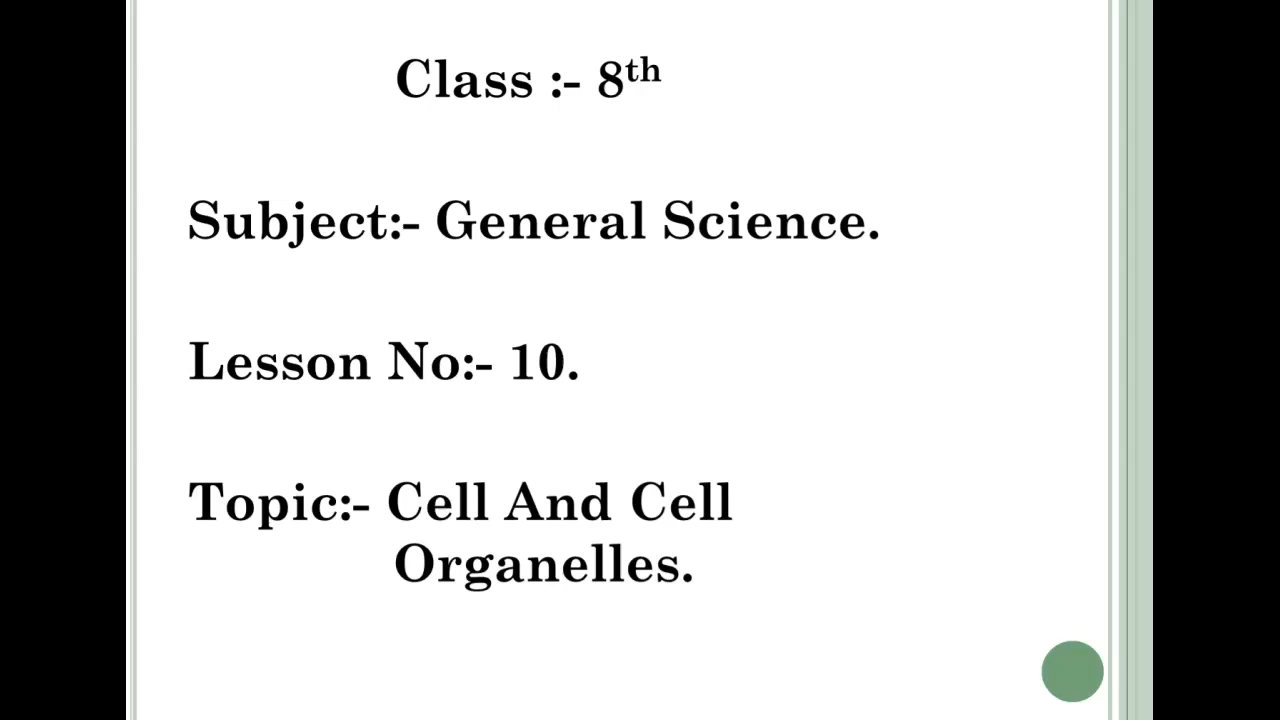 Class :- 8th
Subject:- General Science.
Lesson No:- 10.
Topic:- Cell And Cell
Organelles.